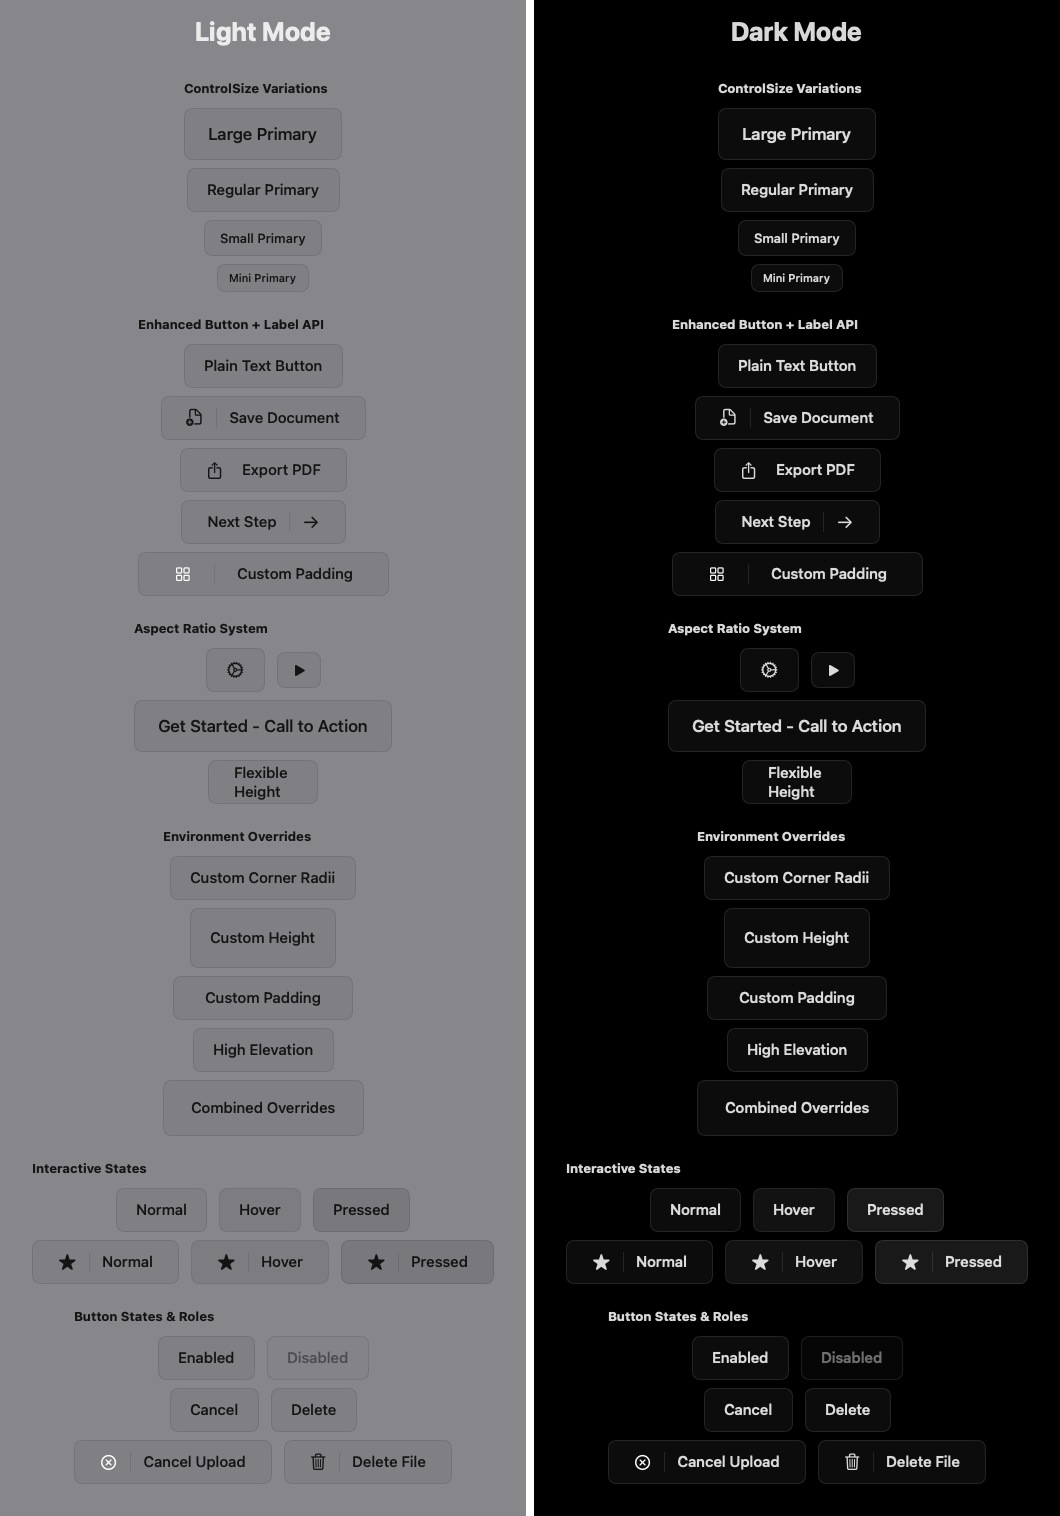 Light Mode
ControlSize Variations
Large Primary
Regular Primary
Small Primary
Mini Primary
Enhanced Button + Label API
Plain Text Button
Save Document
Export PDF
Next Step
Custom Padding
Aspect Ratio System
Get Started - Call to Action
Flexible
Height
Environment Overrides
Custom Corner Radii
Custom Height
Custom Padding
High Elevation
Combined Overrides
Interactive States
Normal Hover Pressed
Normal Hover Pressed
Button States & Roles
Enabled Disabled
Cancel Delete
Cancel Upload Delete File
Dark Mode
ControlSize Variations
Large Primary
Regular Primary
Small Primary
Mini Primary
Enhanced Button + Label API
Plain Text Button
Save Document
Export PDF
Next Step
Custom Padding
Aspect Ratio System
Get Started - Call to Action
Flexible
Height
Environment Overrides
Custom Corner Radii
Custom Height
Custom Padding
High Elevation
Combined Overrides
Interactive States
Normal Hover Pressed
Normal Hover Pressed
Button States & Roles
Enabled Disabled
Cancel Delete
Cancel Upload Delete File